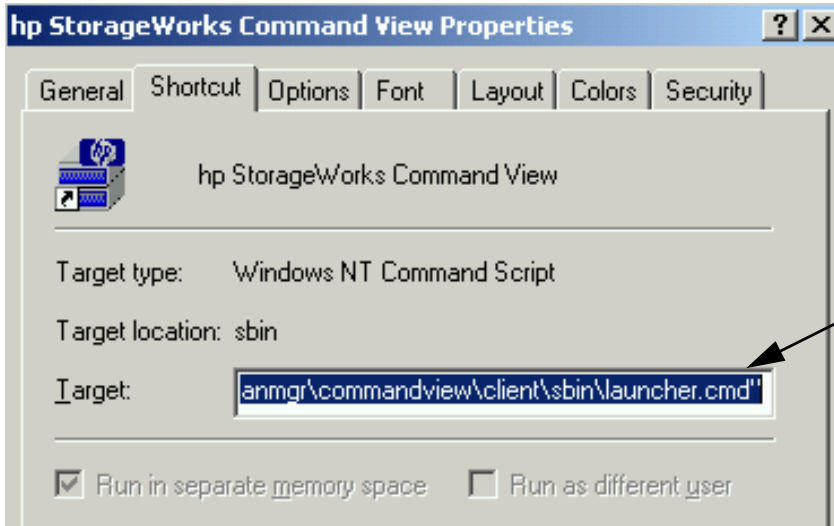 hp StorageWorks Command View Properties
General Shortcut Options Font Layout Colors Security
hp StorageWorks Command View
Target type: Windows NT Command Script
Target location: sbin
Target: anmgr\commandview\client\sbin\launcher.cmd"
Run in separate memory space Run as different user